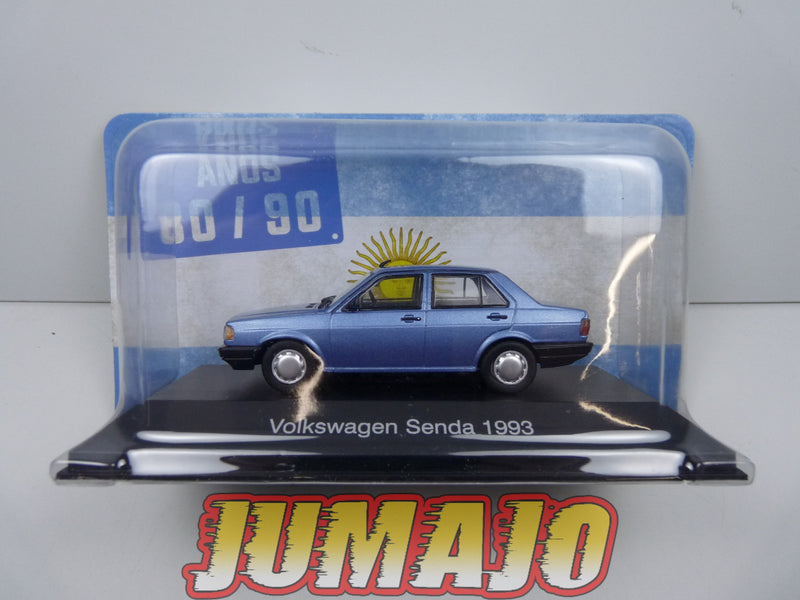 AÑOS
80 / 90
Volkswagen Senda 1993
JUMAJO